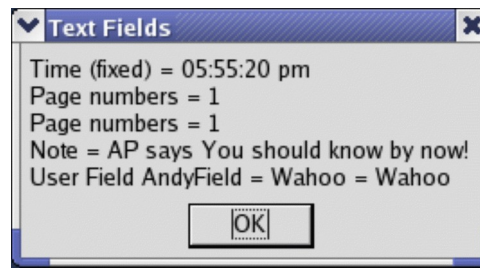 Text Fields
Time (fixed) = 05:55:20 pm
Page numbers = 1
Page numbers = 1
Note = AP says You should know by now!
User Field AndyField = Wahoo = Wahoo
OK